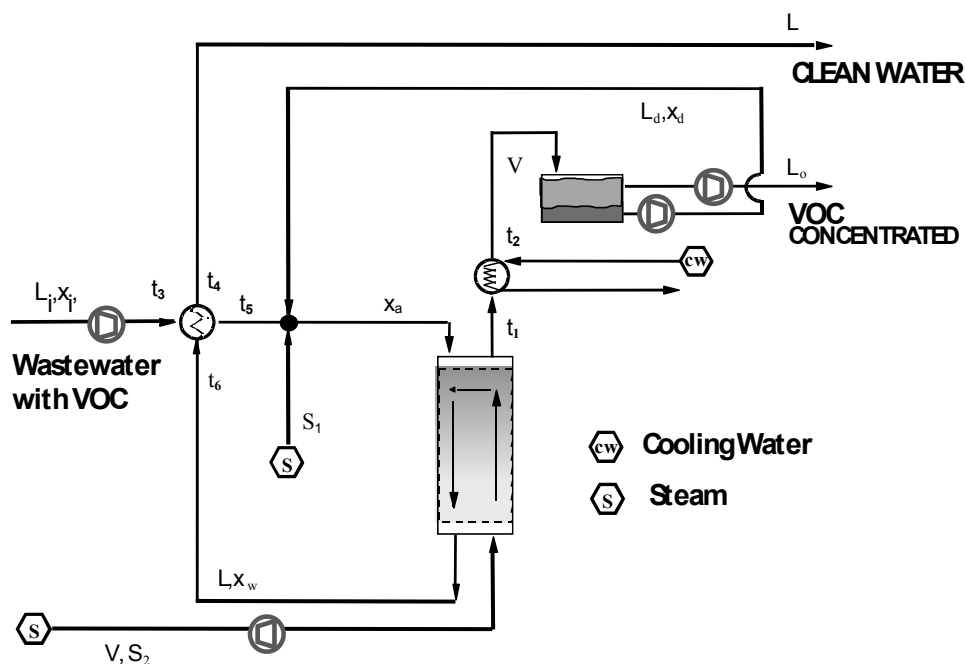 L
CLEAN WATER
L_d,x_d
V
L_o
VOC
CONCENTRATED
t_2
cw
L_i,x_i,
t_3
t_4
t_5
x_a
t_1
Wastewater
with VOC
t_6
S_1
S
cw
Cooling Water
S
Steam
L,x_w
S
V, S_2